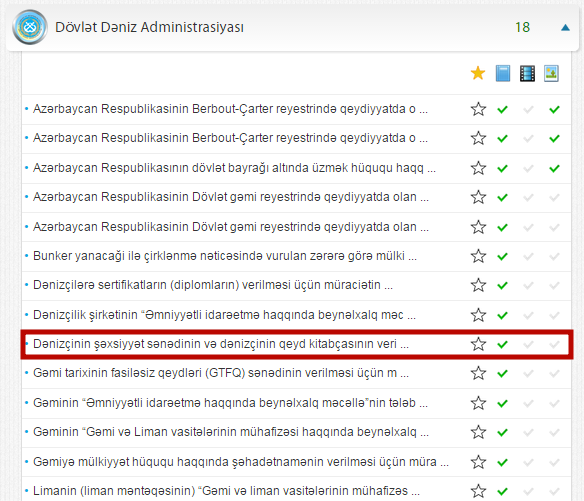 Dövlət Dəniz Administrasiyası 18
Azərbaycan Respublikasinin Berbout-Çarter reyestrində qeydiyyatda o ...
Azərbaycan Respublikasinin Berbout-Çarter reyestrində qeydiyyatda o ...
Azərbaycan Respublikasının dövlət bayrağı altında üzmək hüququ haqq ...
Azərbaycan Respublikasinin Dövlət gəmi reyestrində qeydiyyatda olan ...
Azərbaycan Respublikasinin Dövlət gəmi reyestrində qeydiyyatda olan ...
Bunker yanacaği ilə çirklənmə nəticəsində vurulan zərərə görə mülki ...
Dənizçilərə sertifikatların (diplomların) verilməsi üçün müraciətin ...
Dənizçilik şirkətinin “Əmniyyətli idarəetmə haqqında beynəlxalq məc ...
Dənizçinin şəxsiyyət sənədinin və dənizçinin qeyd kitabçasının veri ...
Gəmi tarixinin fasiləsiz qeydləri (GTFQ) sənədinin verilməsi üçün m ...
Gəminin “Əmniyyətli idarəetmə haqqında beynəlxalq məcəllə”nin tələb ...
Gəminin “Gəmi və Liman vasitələrinin mühafizəsi haqqında beynəlxalq ...
Gəmiyə mülkiyyət hüququ haqqında şəhadətnamənin verilməsi üçün müra ...
Limanin (liman məntəqəsinin) “Gəmi və liman vasitələrinin mühafizəs ...